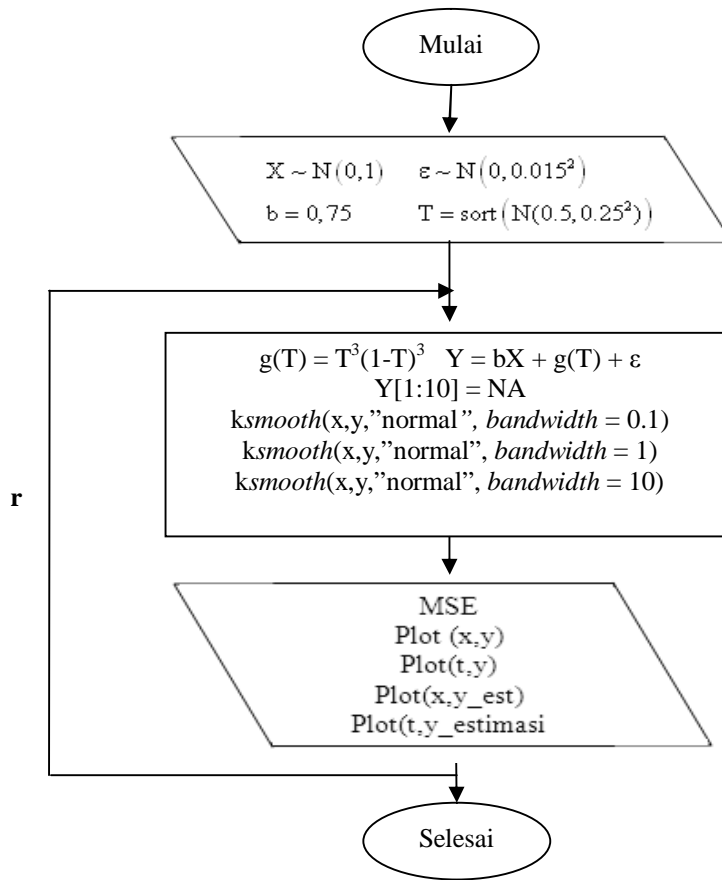 Mulai
X ~ N(0,1) ε ~ N(0, 0.015²)
b = 0,75 T = sort(N(0.5, 0.25²))
g(T) = T³(1-T)³ Y = bX + g(T) + ε
Y[1:10] = NA
ksmooth(x,y,”normal”, bandwidth = 0.1)
ksmooth(x,y,”normal”, bandwidth = 1)
ksmooth(x,y,”normal”, bandwidth = 10)
r
MSE
Plot (x,y)
Plot(t,y)
Plot(x,y_est)
Plot(t,y_estimasi
Selesai